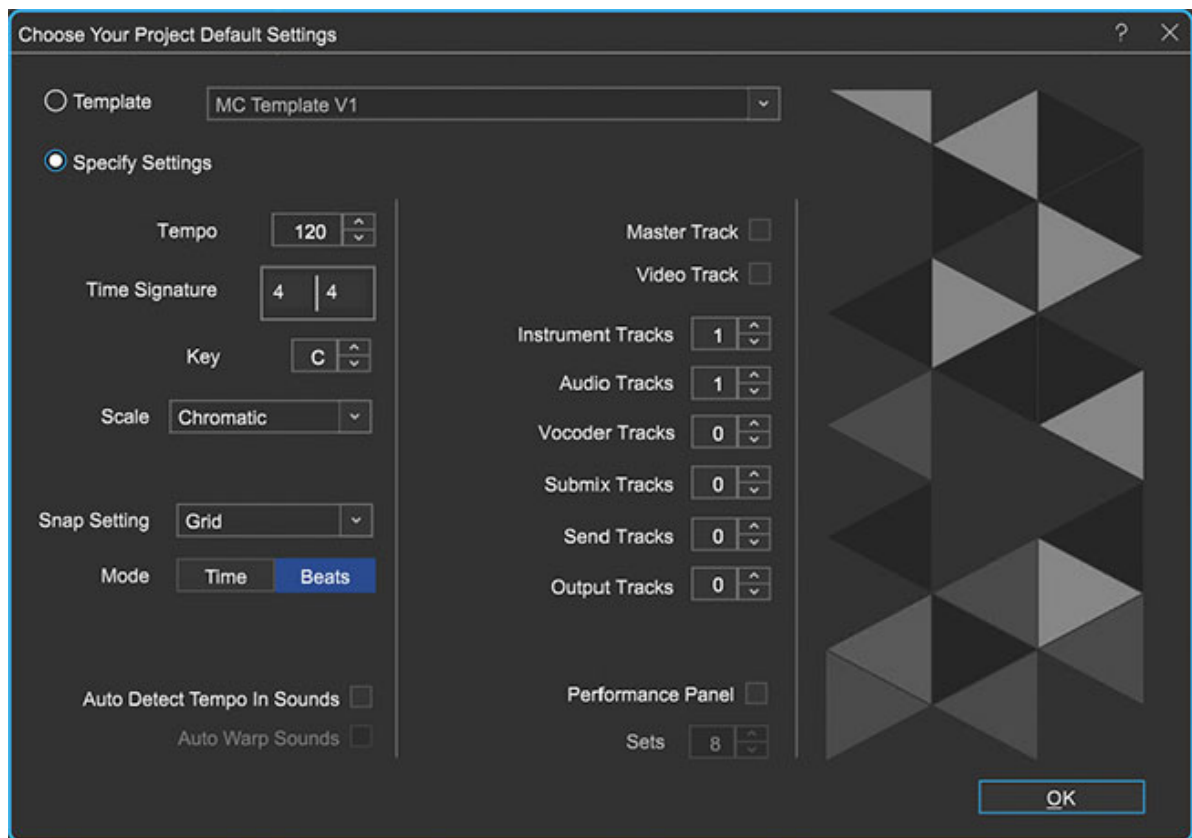 Choose Your Project Default Settings ?
Template MC Template V1
Specify Settings
Tempo 120
Time Signature 4 4
Key C
Scale Chromatic
Snap Setting Grid
Mode Time Beats
Auto Detect Tempo In Sounds
Auto Warp Sounds
Master Track
Video Track
Instrument Tracks 1
Audio Tracks 1
Vocoder Tracks 0
Submix Tracks 0
Send Tracks 0
Output Tracks 0
Performance Panel
Sets 8
OK